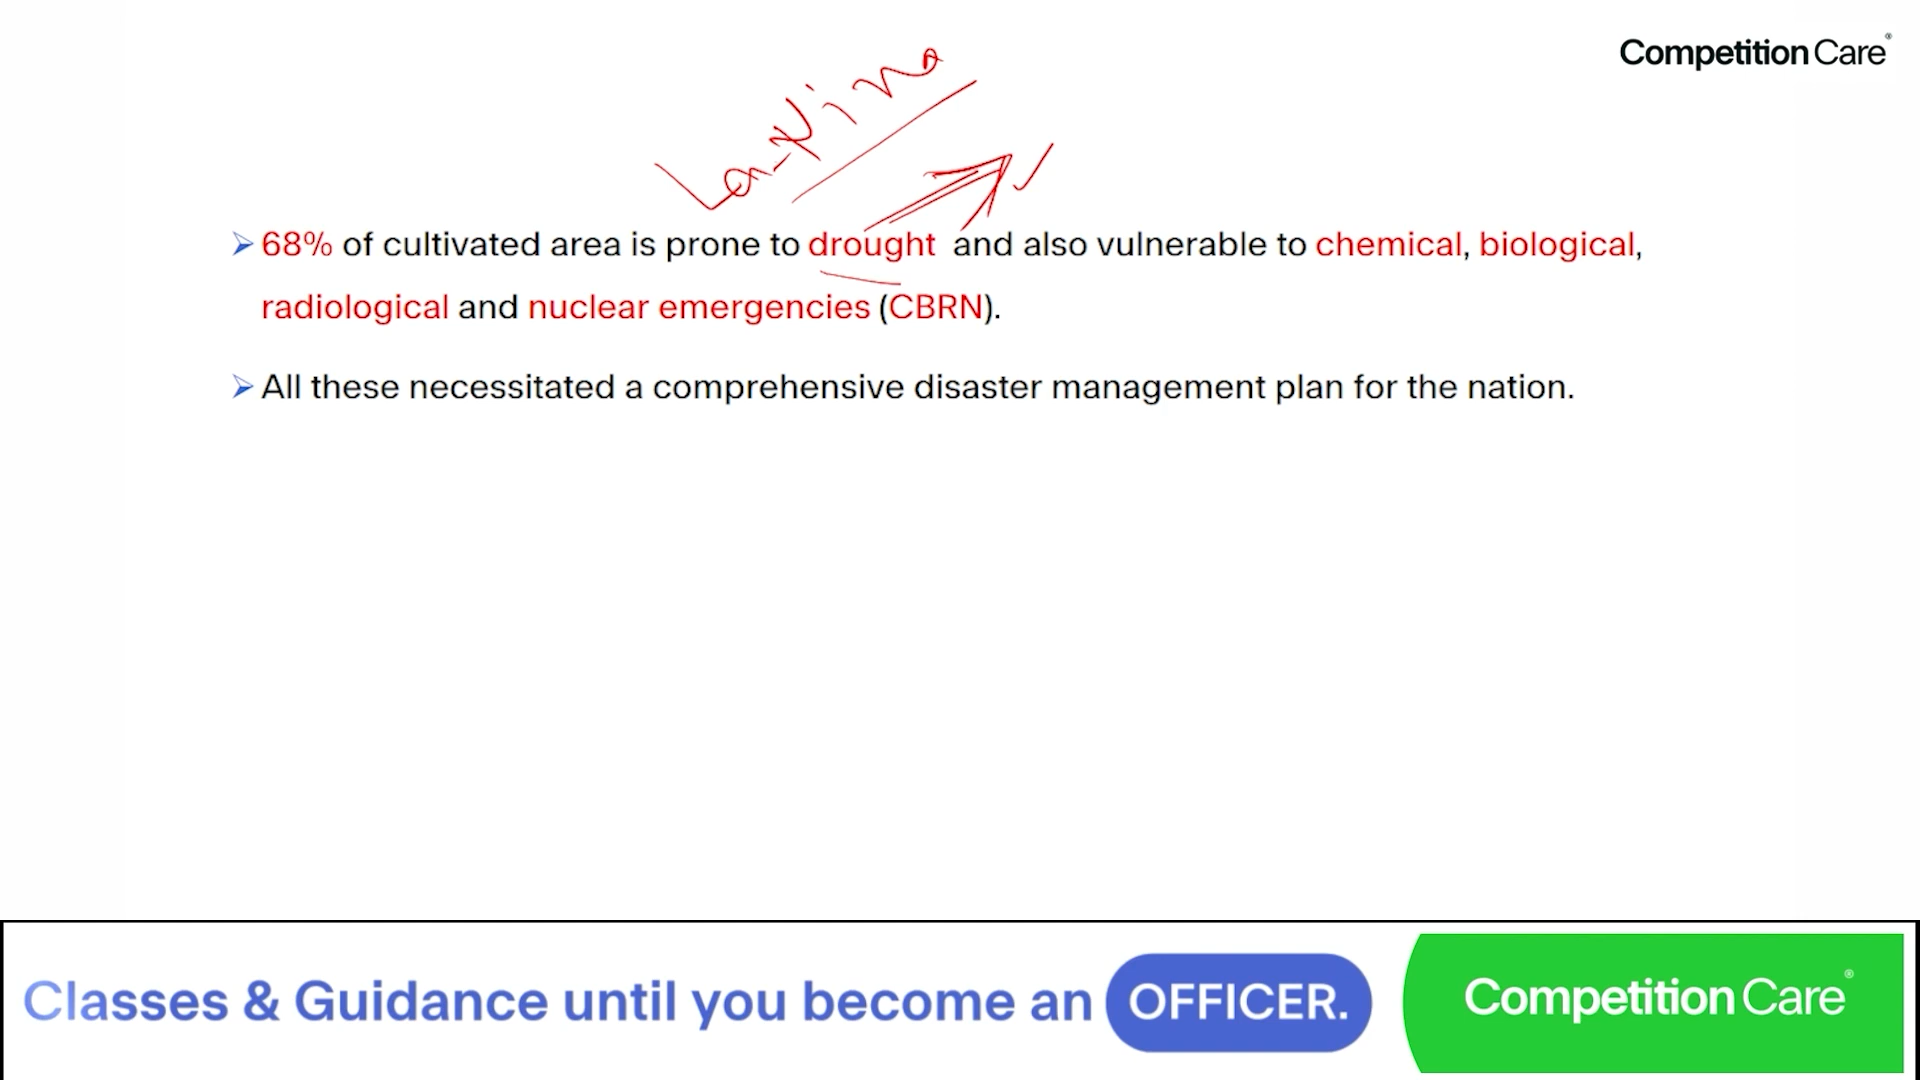 Competition Care
La-Nina
➢ 68% of cultivated area is prone to drought and also vulnerable to chemical, biological,
radiological and nuclear emergencies (CBRN).
➢ All these necessitated a comprehensive disaster management plan for the nation.
Classes & Guidance until you become an OFFICER.
Competition Care